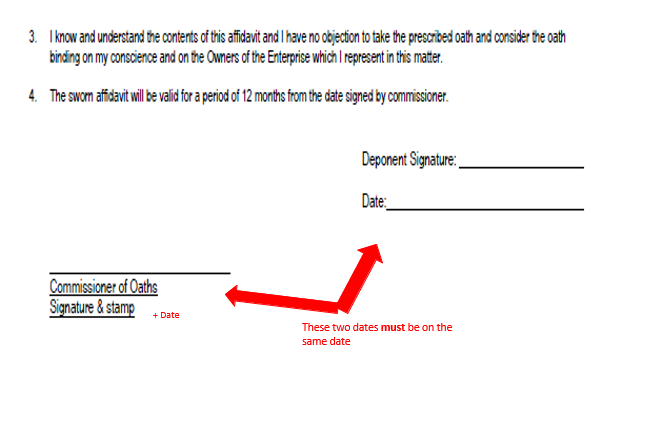 3. I know and understand the contents of this affidavit and I have no objection to take the prescribed oath and consider the oath
binding on my conscience and on the Owners of the Enterprise which I represent in this matter.
4. The sworn affidavit will be valid for a period of 12 months from the date signed by commissioner.
Deponent Signature:
Date:
Commissioner of Oaths
Signature & stamp + Date
These two dates must be on the
same date